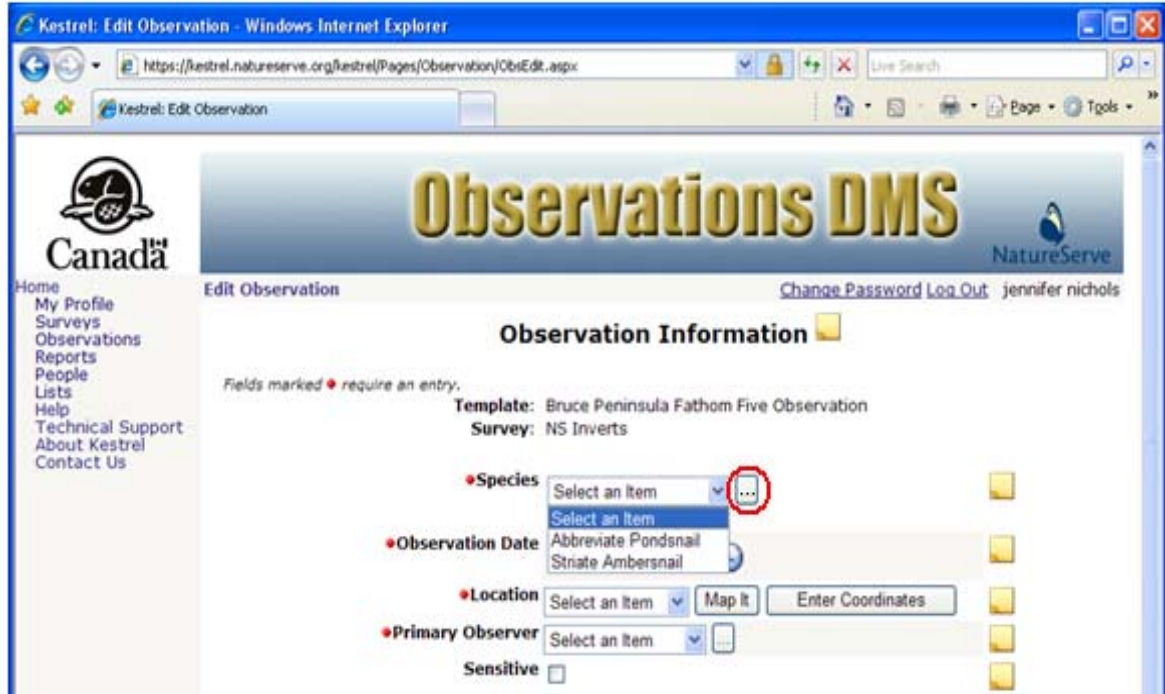 Kestrel: Edit Observation - Windows Internet Explorer
https://kestrel.natureserve.org/kestrel/Pages/Observation/ObsEdit.aspx
Live Search
Kestrel: Edit Observation
Page
Tools
Canada
Observations DMS
NatureServe
Home
My Profile
Surveys
Observations
Reports
People
Lists
Help
Technical Support
About Kestrel
Contact Us
Edit Observation
Change Password Log Out jennifer nichols
Observation Information
Fields marked require an entry.
Template: Bruce Peninsula Fathom Five Observation
Survey: NS Inverts
Species Select an Item ...
Select an Item
Abbreviate Pondsnail
Striate Ambersnail
Observation Date
Location Select an Item Map It Enter Coordinates
Primary Observer Select an Item ...
Sensitive